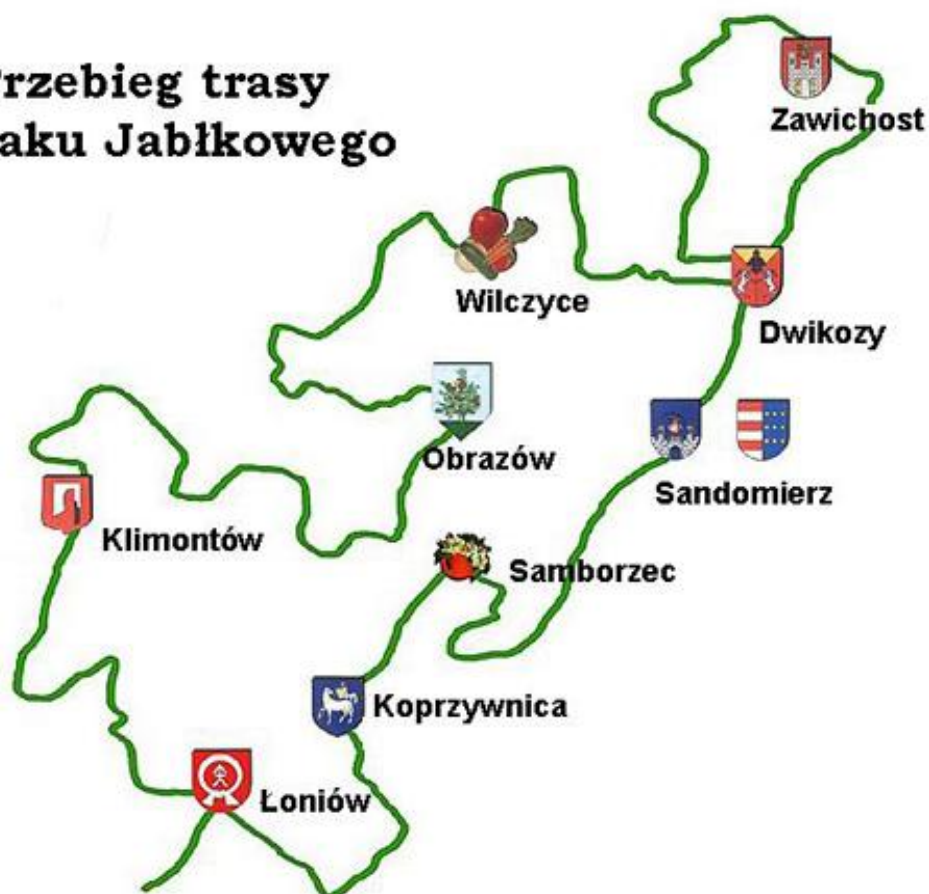 rzebieg trasy
aku Jabłkowego
Zawichost
Wilczyce
Dwikozy
Obrazów
Sandomierz
Klimontów
Samborzec
Koprzywnica
Łoniów